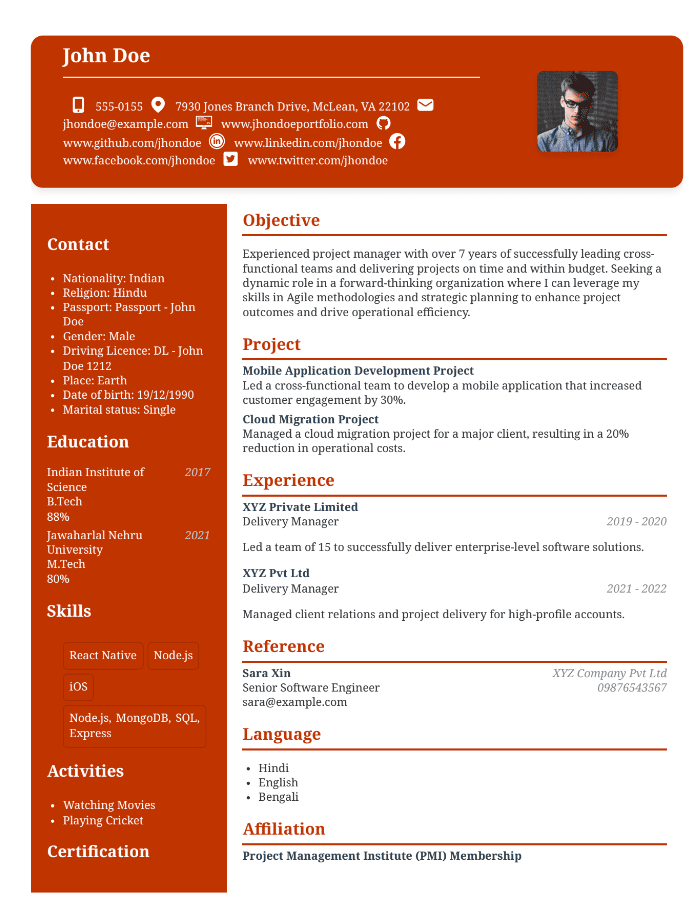 John Doe
555-0155 7930 Jones Branch Drive, McLean, VA 22102
jhondoe@example.com www.jhondoeportfolio.com
www.github.com/jhondoe www.linkedin.com/jhondoe
www.facebook.com/jhondoe www.twitter.com/jhondoe
Contact
• Nationality: Indian
• Religion: Hindu
• Passport: Passport - John
Doe
• Gender: Male
• Driving Licence: DL - John
Doe 1212
• Place: Earth
• Date of birth: 19/12/1990
• Marital status: Single
Education
Indian Institute of 2017
Science
B.Tech
88%
Jawaharlal Nehru 2021
University
M.Tech
80%
Skills
React Native Node.js
iOS
Node.js, MongoDB, SQL,
Express
Activities
• Watching Movies
• Playing Cricket
Certification
Objective
Experienced project manager with over 7 years of successfully leading cross-
functional teams and delivering projects on time and within budget. Seeking a
dynamic role in a forward-thinking organization where I can leverage my
skills in Agile methodologies and strategic planning to enhance project
outcomes and drive operational efficiency.
Project
Mobile Application Development Project
Led a cross-functional team to develop a mobile application that increased
customer engagement by 30%.
Cloud Migration Project
Managed a cloud migration project for a major client, resulting in a 20%
reduction in operational costs.
Experience
XYZ Private Limited
Delivery Manager 2019 - 2020
Led a team of 15 to successfully deliver enterprise-level software solutions.
XYZ Pvt Ltd
Delivery Manager 2021 - 2022
Managed client relations and project delivery for high-profile accounts.
Reference
Sara Xin XYZ Company Pvt Ltd
Senior Software Engineer 09876543567
sara@example.com
Language
• Hindi
• English
• Bengali
Affiliation
Project Management Institute (PMI) Membership